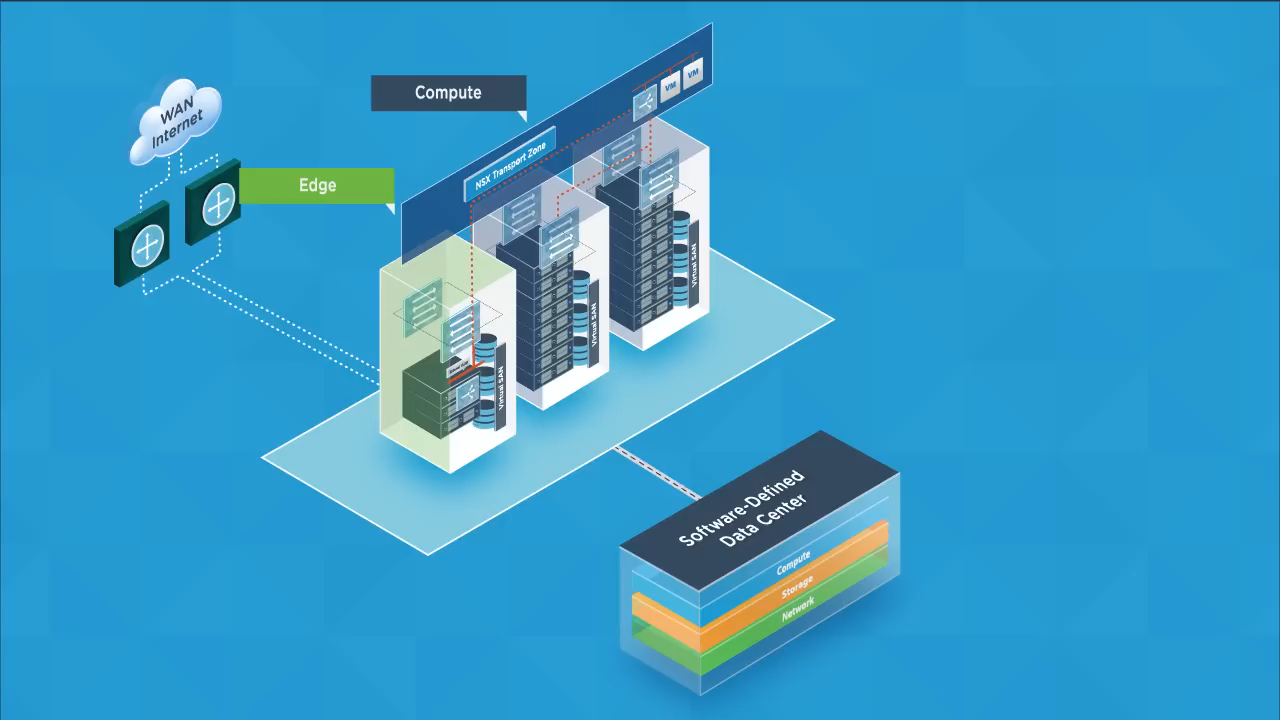 Compute
VM
VM
WAN
Internet
NSX Transport Zone
Edge
Virtual SAN
Virtual SAN
Virtual SAN
Software-Defined
Data Center
Compute
Storage
Network